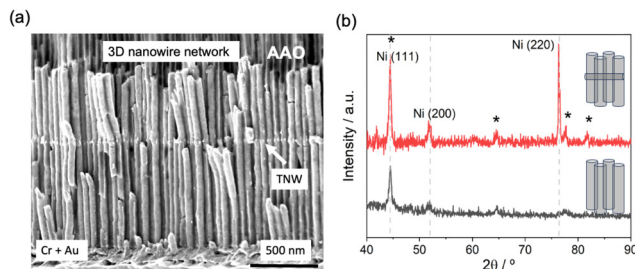 (a)
3D nanowire network
AAO
TNW
Cr + Au
500 nm
(b)
*
Ni (111)
Ni (200)
*
Ni (220)
*
*
Intensity / a.u.
40 50 60 70 80 90
2θ / °